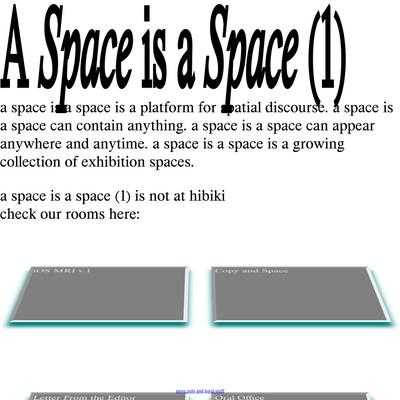 A Space is a Space (1)
a space is a space is a platform for spatial discourse. a space is
a space can contain anything. a space is a space can appear
anywhere and anytime. a space is a space is a growing
collection of exhibition spaces.
a space is a space (1) is not at hibiki
check our rooms here:
iOS MRI v.1
Copy and Space
more info and legal stuff
Letter From the Editor
Oral Office